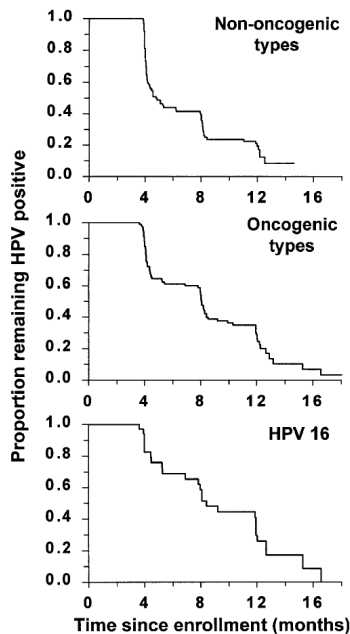 Proportion remaining HPV positive
Non-oncogenic
types
1.0
0.8
0.6
0.4
0.2
0.0
0 4 8 12 16
Oncogenic
types
1.0
0.8
0.6
0.4
0.2
0.0
0 4 8 12 16
HPV 16
1.0
0.8
0.6
0.4
0.2
0.0
0 4 8 12 16
Time since enrollment (months)